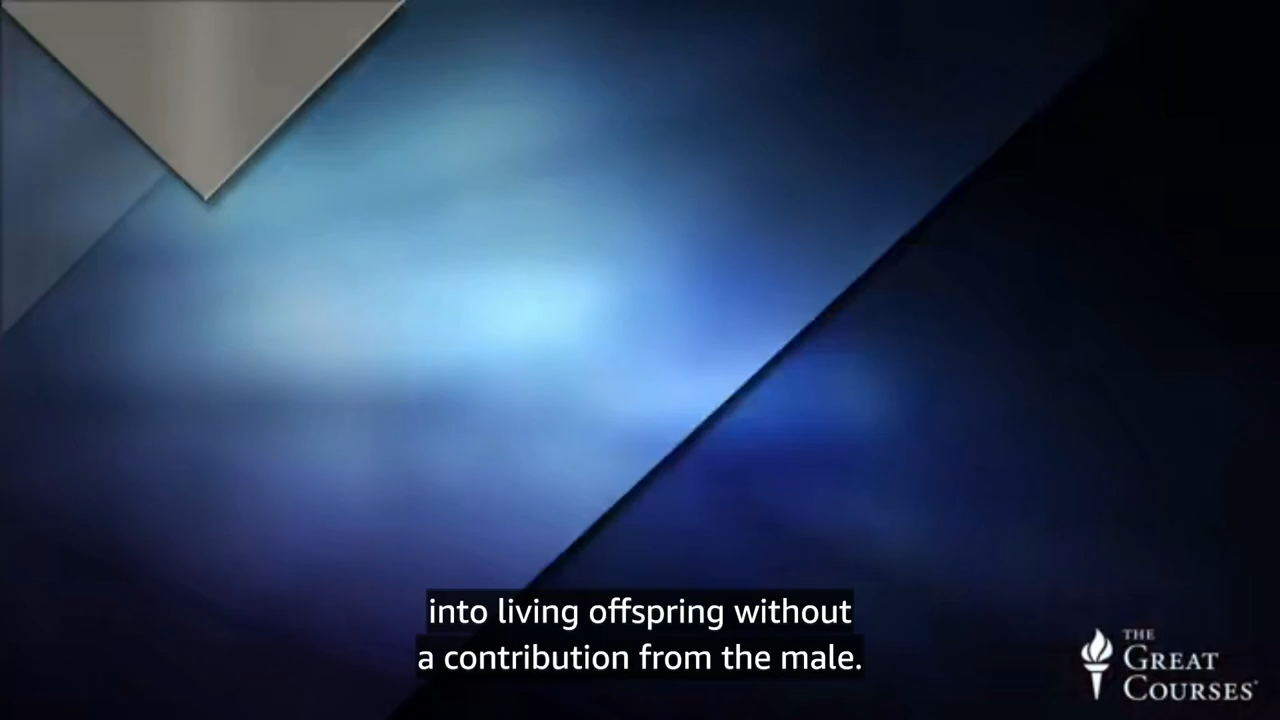 into living offspring without
a contribution from the male.
THE
GREAT
COURSES